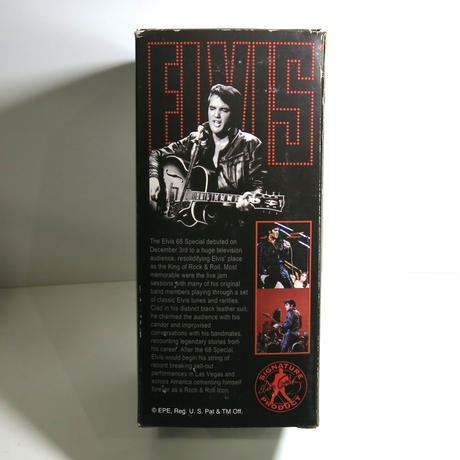 ELVIS
The Elvis 68 Special debuted on
December 3rd to a huge television
audience, resolidifying Elvis' place
as the King of Rock & Roll. Most
memorable were the live jam
sessions with many of his original
band members playing through a set
of classic Elvis tunes and rarities.
Clad in his distinct black leather suit,
he charmed the audience with his
candor and improvised
conversations with his bandmates,
recounting legendary stories from
his career. After the 68 Special,
Elvis would begin his string of
record breaking sell-out
performances in Las Vegas and
across America cementing himself
forever as a Rock & Roll Icon.
SIGNATURE
PRODUCT
© EPE, Reg. U. S. Pat & TM Off.